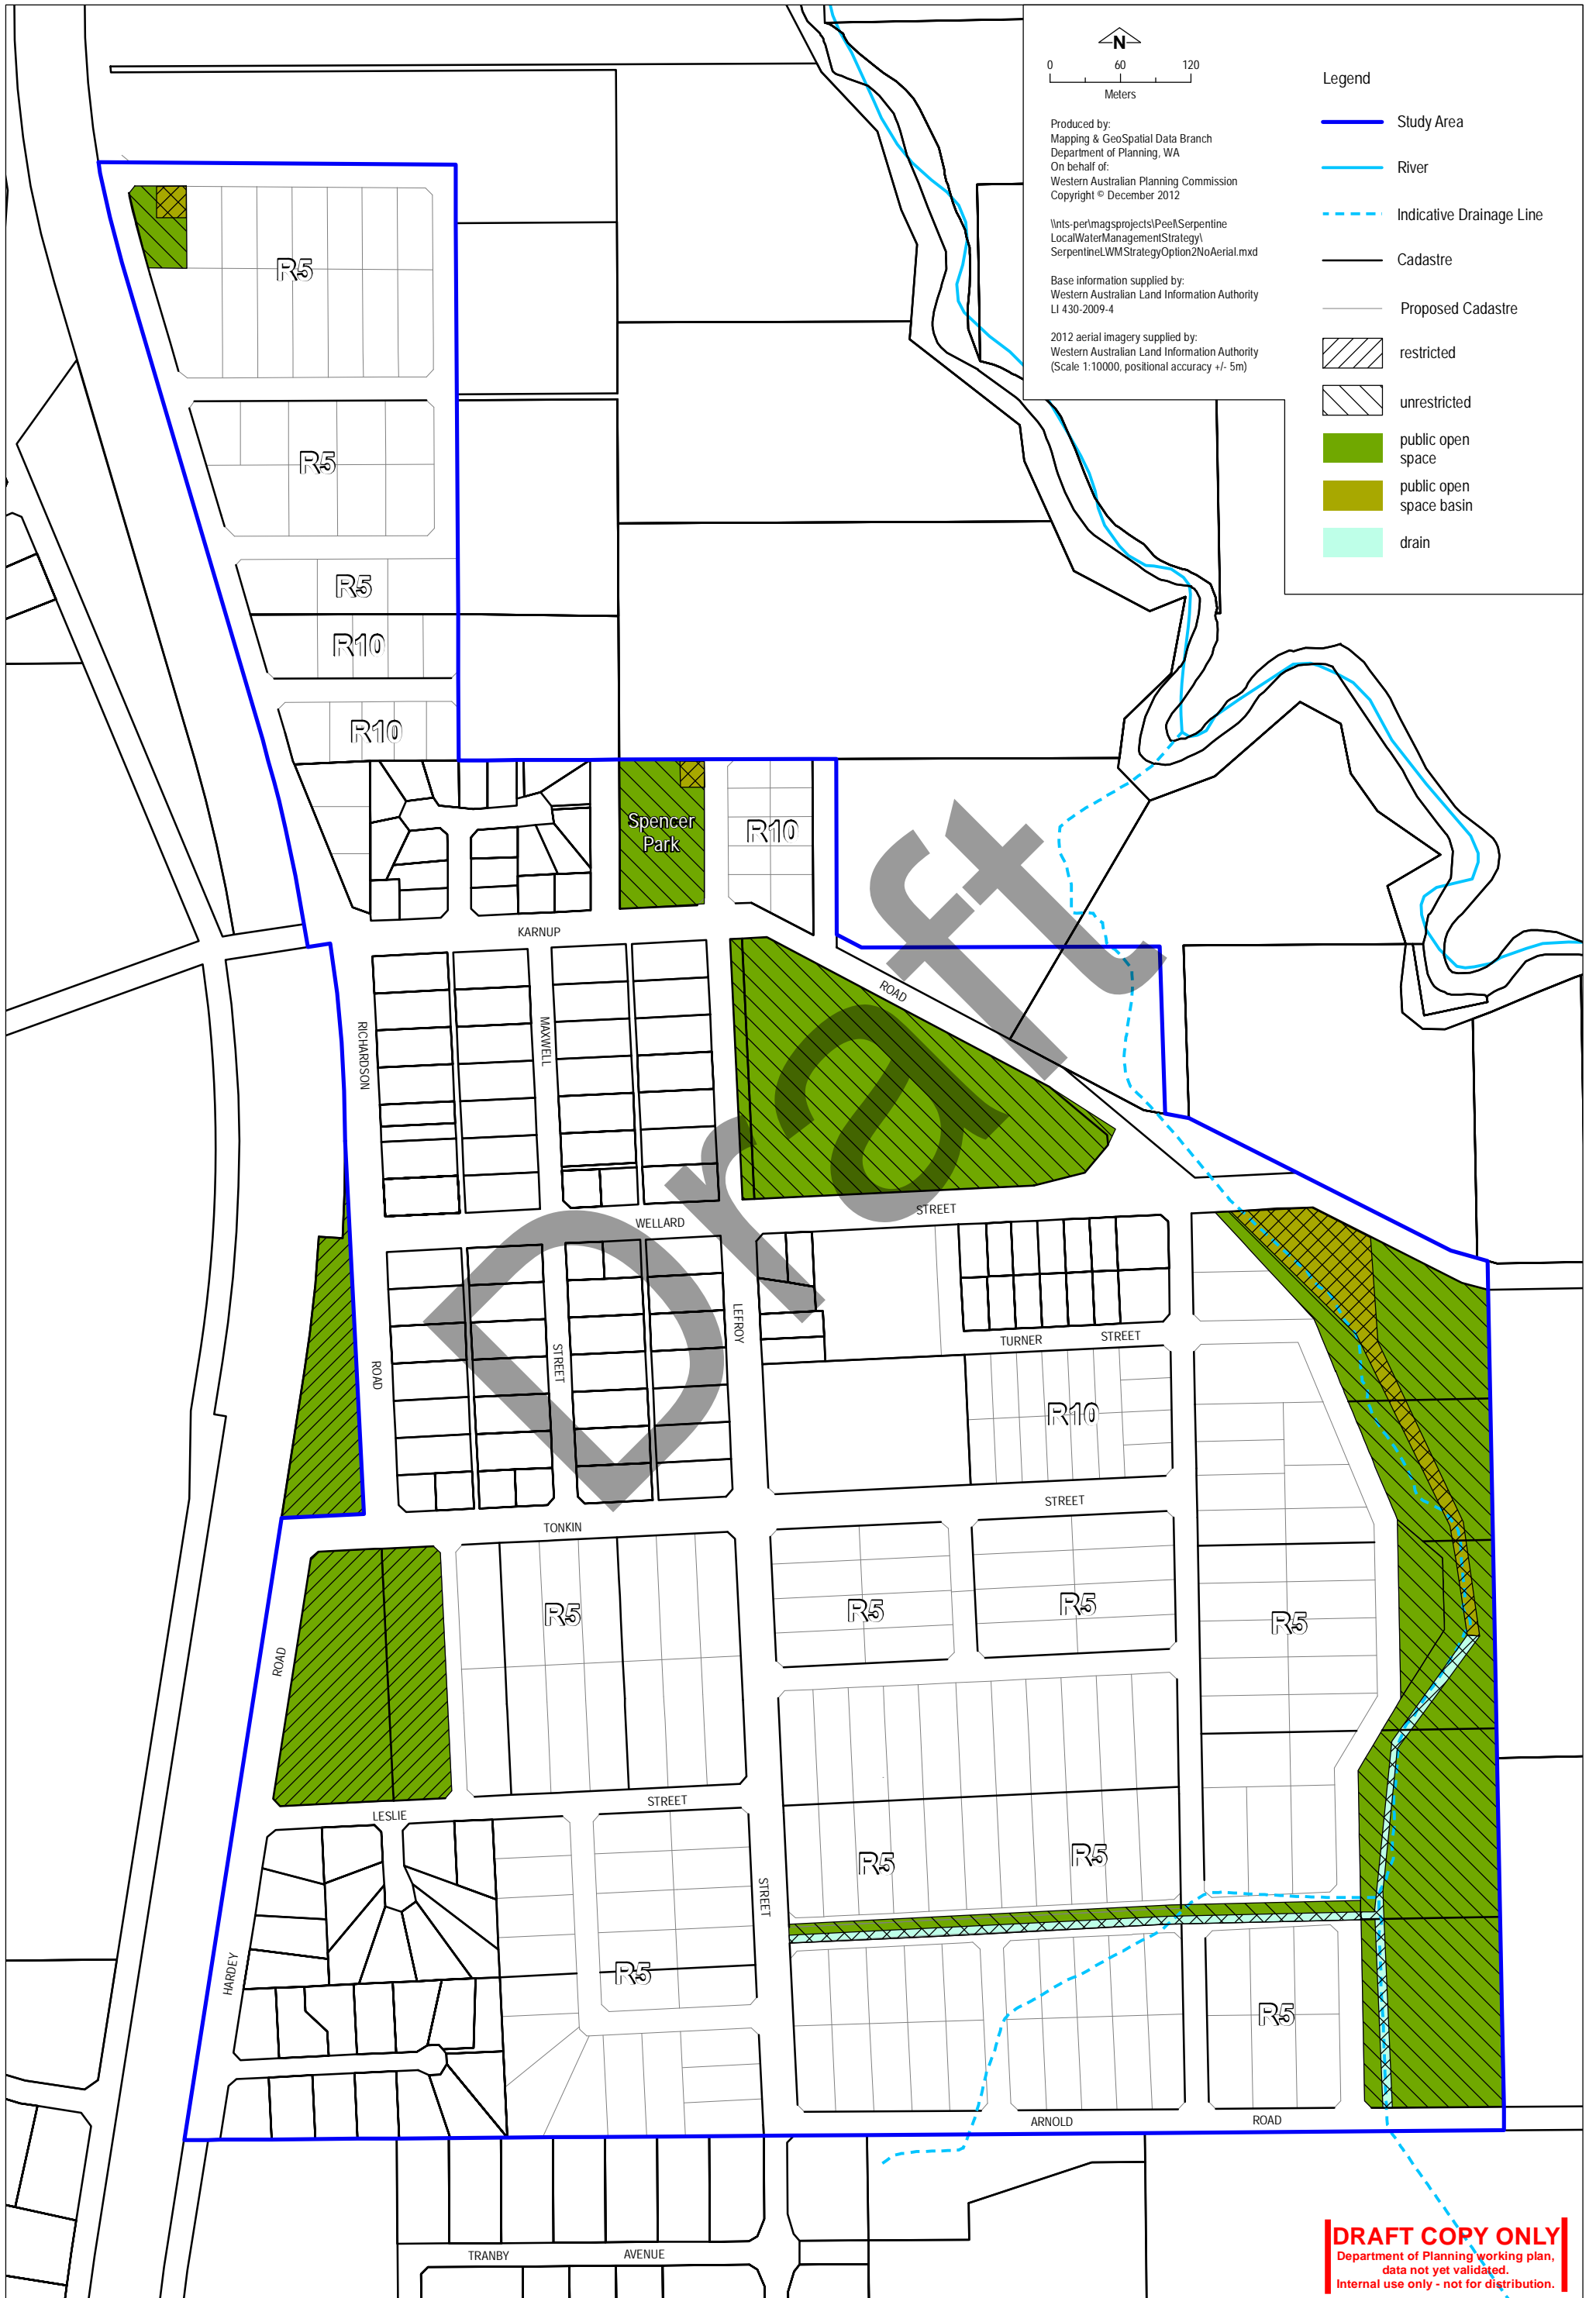 N
0 60 120
Meters
Produced by:
Mapping & GeoSpatial Data Branch
Department of Planning, WA
On behalf of:
Western Australian Planning Commission
Copyright © December 2012
\\nts-per\magsprojects\Peel\Serpentine
LocalWaterManagementStrategy\
SerpentineLWMStrategyOption2NoAerial.mxd
Base information supplied by:
Western Australian Land Information Authority
LI 430-2009-4
2012 aerial imagery supplied by:
Western Australian Land Information Authority
(Scale 1:10000, positional accuracy +/- 5m)
Legend
Study Area
River
Indicative Drainage Line
Cadastre
Proposed Cadastre
restricted
unrestricted
public open
space
public open
space basin
drain
R5
R5
R5
R10
R10
Spencer
Park
R10
KARNUP
ROAD
RICHARDSON
MAXWELL
WELLARD
STREET
LEFROY
TURNER STREET
ROAD
STREET
R10
STREET
TONKIN
R5
R5
R5
R5
ROAD
STREET
LESLIE
R5
R5
STREET
HARDEY
R5
R5
ARNOLD
ROAD
TRANBY
AVENUE
Draft
DRAFT COPY ONLY
Department of Planning working plan,
data not yet validated.
Internal use only - not for distribution.